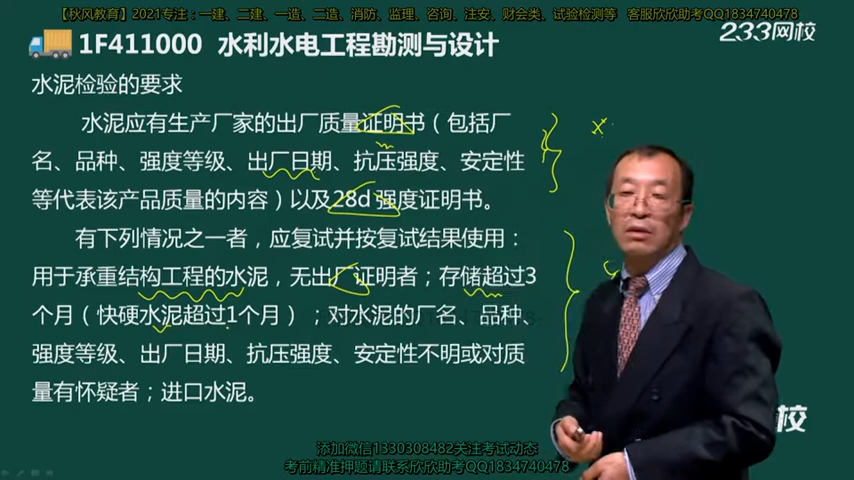 【秋风教育】2021专注：一建、二建、一造、二造、消防、监理、咨询、注安、财会类、试验检测等 客服欣欣助考QQ1834740478
1F411000 水利水电工程勘测与设计
233网校
水泥检验的要求
水泥应有生产厂家的出厂质量证明书（包括厂
名、品种、强度等级、出厂日期、抗压强度、安定性
等代表该产品质量的内容）以及28d 强度证明书。
有下列情况之一者，应复试并按复试结果使用：
用于承重结构工程的水泥，无出厂证明者；存储超过3
个月（快硬水泥超过1个月）；对水泥的厂名、品种、
强度等级、出厂日期、抗压强度、安定性不明或对质
量有怀疑者；进口水泥。
校
添加微信1330308482关注考试动态
考前精准押题请联系欣欣助考QQ1834740478